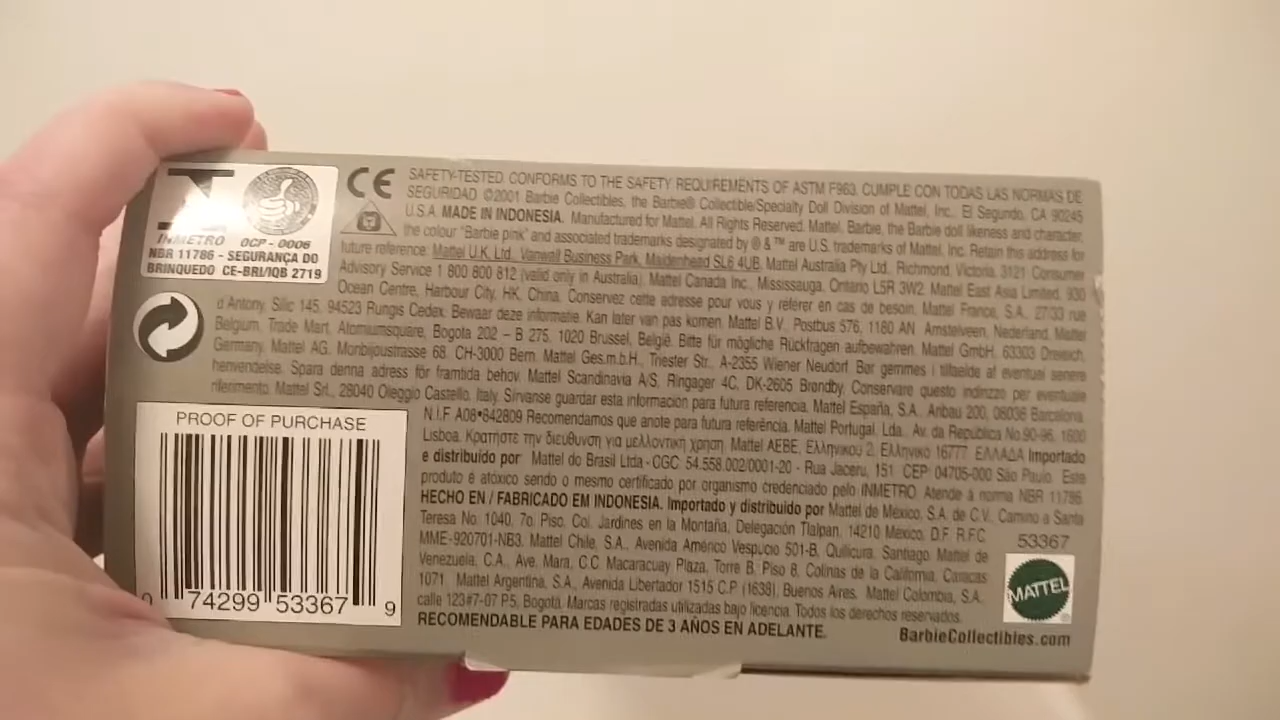 INMETRO OCP - 0006
NBR 11786 - SEGURANÇA DO
BRINQUEDO CE-BRI/IQB 2719
CE
SAFETY-TESTED. CONFORMS TO THE SAFETY REQUIREMENTS OF ASTM F963. CUMPLE CON TODAS LAS NORMAS DE
SEGURIDAD. ©2001 Barbie Collectibles, the Barbie® Collectible/Specialty Doll Division of Mattel, Inc., El Segundo, CA 90245
U.S.A. MADE IN INDONESIA. Manufactured for Mattel. All Rights Reserved. Mattel, Barbie, the Barbie doll likeness and character,
the colour "Barbie pink" and associated trademarks designated by ® & ™ are U.S. trademarks of Mattel, Inc. Retain this address for
future reference: Mattel U.K. Ltd., Vanwall Business Park, Maidenhead SL6 4UB. Mattel Australia Pty. Ltd., Richmond, Victoria. 3121 Consumer
Advisory Service 1 800 800 812 (valid only in Australia). Mattel Canada Inc., Mississauga, Ontario L5R 3W2. Mattel East Asia Limited, 930
Ocean Centre, Harbour City, HK, China. Conservez cette adresse pour vous y référer en cas de besoin. Mattel France, S.A., 27/33 rue
d'Antony, Silic 145, 94523 Rungis Cedex. Bewaar deze informatie. Kan later van pas komen. Mattel B.V., Postbus 576, 1180 AN Amstelveen, Nederland. Mattel
Belgium, Trade Mart, Atomiumsquare, Bogota 202 – B 275, 1020 Brussel, België. Bitte für mögliche Rückfragen aufbewahren. Mattel GmbH, 63303 Dreieich,
Germany. Mattel AG, Monbijoustrasse 68, CH-3000 Bern. Mattel Ges.m.b.H., Triester Str., A-2355 Wiener Neudorf. Bør gemmes i tilfælde af eventuel senere
henvendelse. Spara denna adress för framtida behov. Mattel Scandinavia A/S, Ringager 4C, DK-2605 Brøndby. Conservare questo indirizzo per eventuale
riferimento. Mattel Srl., 28040 Oleggio Castello, Italy. Sírvanse guardar esta información para futura referencia. Mattel España, S.A., Aribau 200, 08036 Barcelona.
N.I.F. A08*842809 Recomendamos que anote para futura referência. Mattel Portugal, Lda., Av. da República No.90-96, 1600
Lisboa. Κρατήστε την διεύθυνση για μελλοντική χρήση. Mattel AEBE, Ελληνικού 2, Ελληνικό 16777, ΕΛΛΑΔΑ Importado
e distribuído por: Mattel do Brasil Ltda - CGC: 54.558.002/0001-20 - Rua Jaceru, 151 CEP: 04705-000 São Paulo. Este
produto é atóxico sendo o mesmo certificado por organismo credenciado pelo INMETRO. Atende à norma NBR 11786.
HECHO EN / FABRICADO EM INDONESIA. Importado y distribuido por Mattel de México, S.A. de C.V., Camino a Santa
Teresa No. 1040, 7o. Piso, Col. Jardines en la Montaña, Delegación Tlalpan, 14210 México, D.F. R.F.C.
MME-920701-NB3. Mattel Chile, S.A., Avenida Américo Vespucio 501-B, Quilicura, Santiago. Mattel de
Venezuela, C.A., Ave. Mara, C.C. Macaracuay Plaza, Torre B, Piso 8, Colinas de la California, Caracas
1071. Mattel Argentina, S.A., Avenida Libertador 1515 C.P. (1638), Buenos Aires. Mattel Colombia, S.A.,
calle 123#7-07 P.5, Bogotá. Marcas registradas utilizadas bajo licencia. Todos los derechos reservados.
RECOMENDABLE PARA EDADES DE 3 AÑOS EN ADELANTE.
PROOF OF PURCHASE
0 74299 53367 9
53367
MATTEL
®
BarbieCollectibles.com